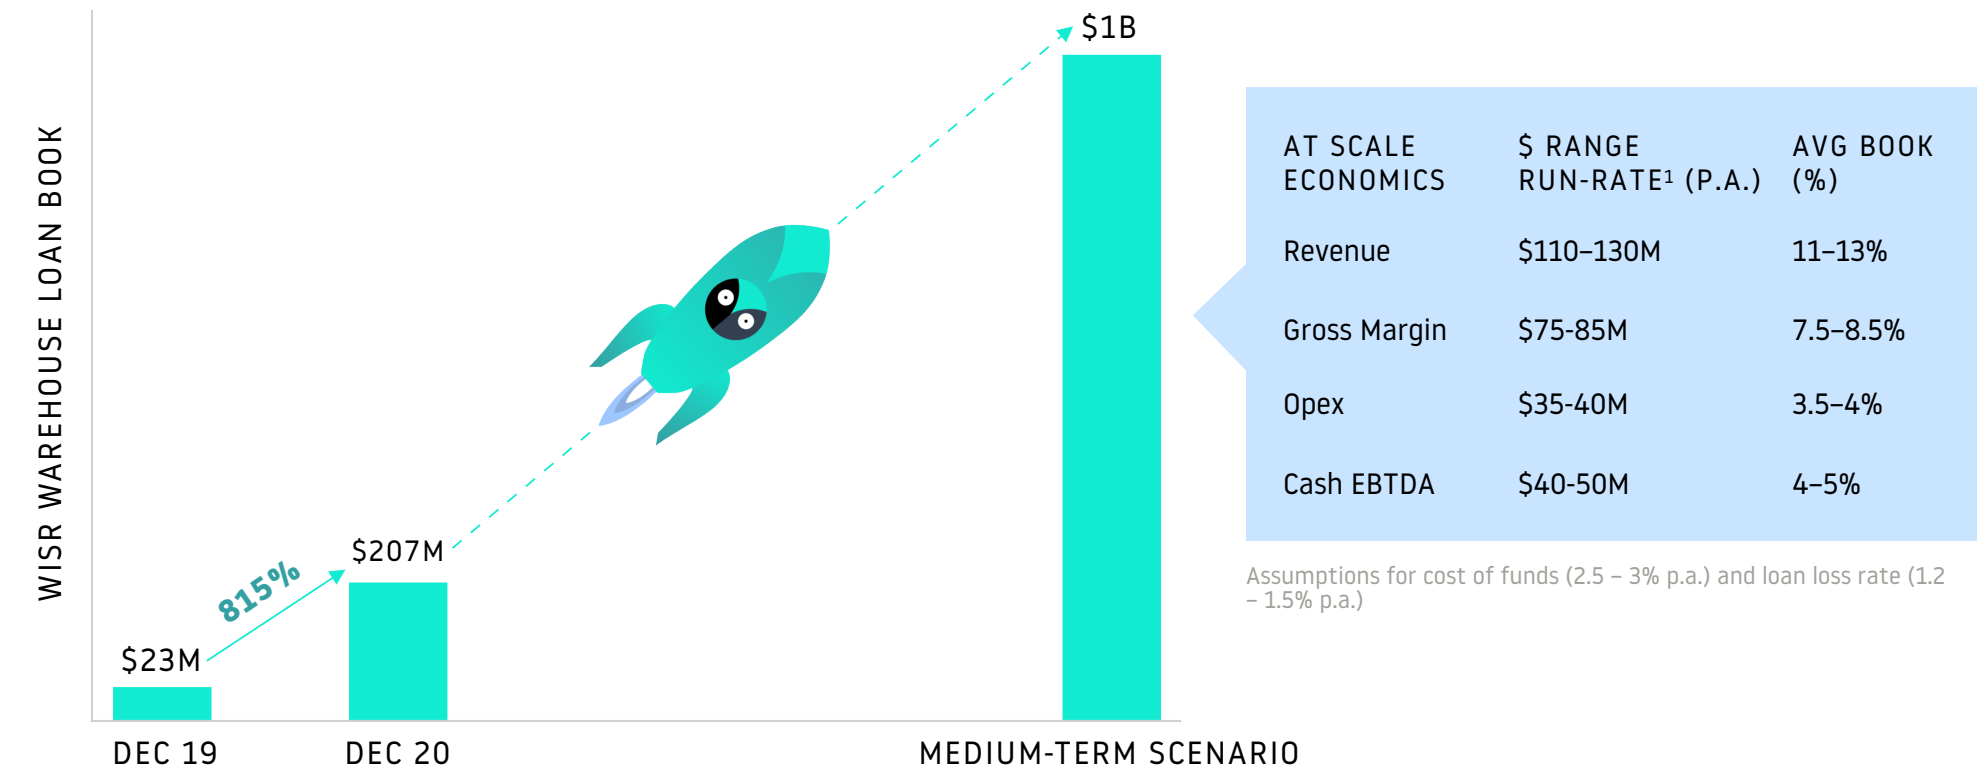 WISR WAREHOUSE LOAN BOOK
$23M
815%
$207M
$1B
DEC 19
DEC 20
MEDIUM-TERM SCENARIO
AT SCALE
ECONOMICS
$ RANGE
RUN-RATE¹ (P.A.)
AVG BOOK
(%)
Revenue
$110–130M
11–13%
Gross Margin
$75-85M
7.5–8.5%
Opex
$35-40M
3.5–4%
Cash EBTDA
$40-50M
4–5%
Assumptions for cost of funds (2.5 – 3% p.a.) and loan loss rate (1.2
– 1.5% p.a.)